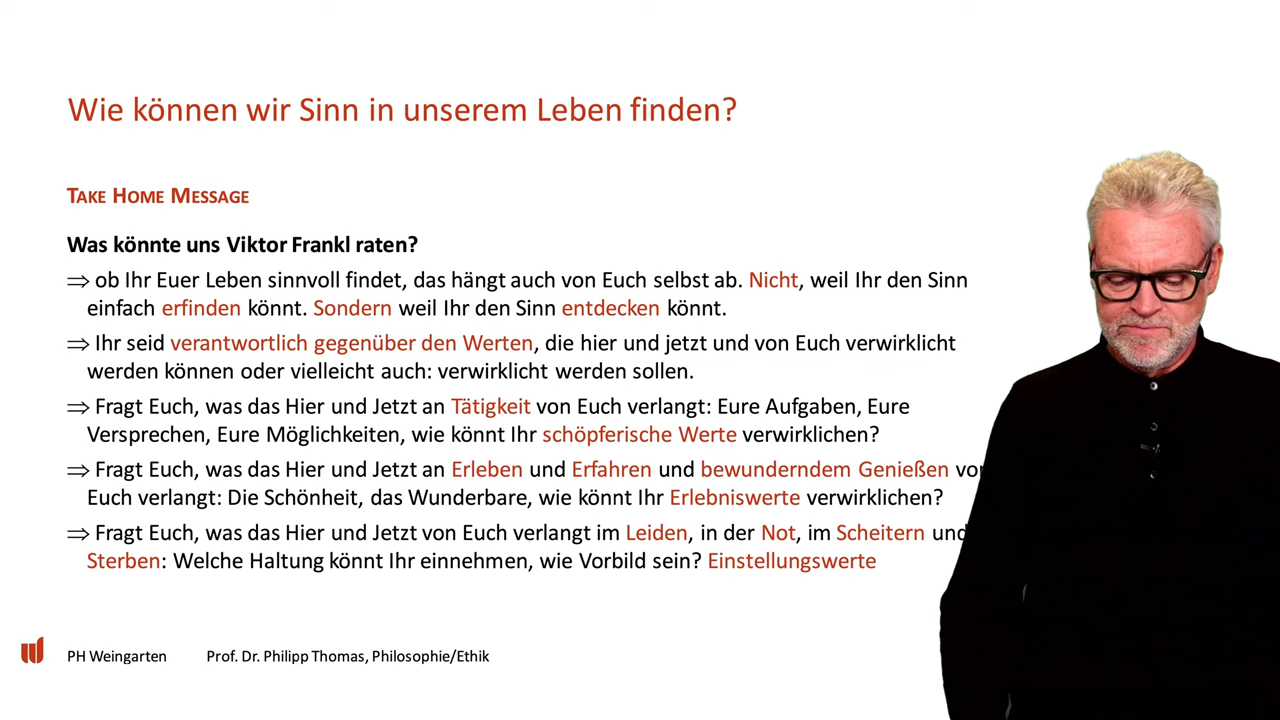 Wie können wir Sinn in unserem Leben finden?
TAKE HOME MESSAGE
Was könnte uns Viktor Frankl raten?
⇒ ob Ihr Euer Leben sinnvoll findet, das hängt auch von Euch selbst ab. Nicht, weil Ihr den Sinn
einfach erfinden könnt. Sondern weil Ihr den Sinn entdecken könnt.
⇒ Ihr seid verantwortlich gegenüber den Werten, die hier und jetzt und von Euch verwirklicht
werden können oder vielleicht auch: verwirklicht werden sollen.
⇒ Fragt Euch, was das Hier und Jetzt an Tätigkeit von Euch verlangt: Eure Aufgaben, Eure
Versprechen, Eure Möglichkeiten, wie könnt Ihr schöpferische Werte verwirklichen?
⇒ Fragt Euch, was das Hier und Jetzt an Erleben und Erfahren und bewunderndem Genießen von
Euch verlangt: Die Schönheit, das Wunderbare, wie könnt Ihr Erlebniswerte verwirklichen?
⇒ Fragt Euch, was das Hier und Jetzt von Euch verlangt im Leiden, in der Not, im Scheitern und
Sterben: Welche Haltung könnt Ihr einnehmen, wie Vorbild sein? Einstellungswerte
PH Weingarten Prof. Dr. Philipp Thomas, Philosophie/Ethik